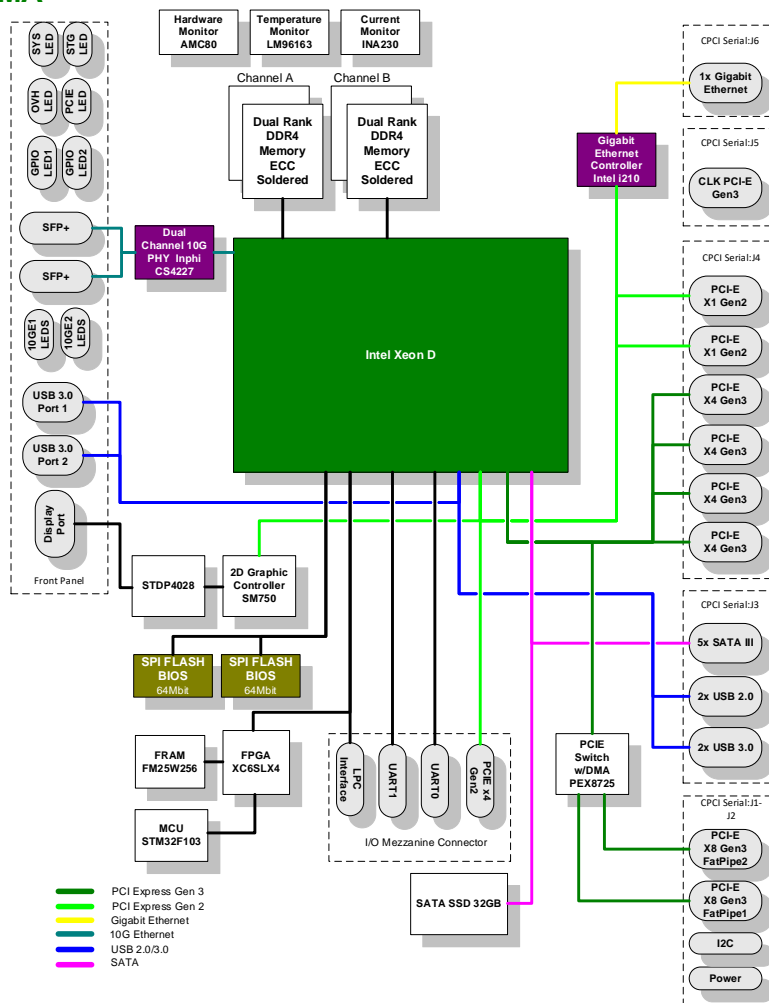 Hardware
Monitor
AMC80
Temperature
Monitor
LM96163
Current
Monitor
INA230
SYS
LED
STG
LED
OVH
LED
PCIE
LED
GPIO
LED1
GPIO
LED2
SFP+
SFP+
10GE1
LEDS
10GE2
LEDS
USB 3.0
Port 1
USB 3.0
Port 2
Display
Port
Front Panel
Channel A
Channel B
Dual Rank
DDR4
Memory
ECC
Soldered
Dual Rank
DDR4
Memory
ECC
Soldered
Dual
Channel 10G
PHY Inphi
CS4227
Intel Xeon D
Gigabit
Ethernet
Controller
Intel i210
CPCI Serial:J6
1x Gigabit
Ethernet
CPCI Serial:J5
CLK PCI-E
Gen3
CPCI Serial:J4
PCI-E
X1 Gen2
PCI-E
X1 Gen2
PCI-E
X4 Gen3
PCI-E
X4 Gen3
PCI-E
X4 Gen3
PCI-E
X4 Gen3
CPCI Serial:J3
5x SATA III
2x USB 2.0
2x USB 3.0
CPCI Serial:J1-
J2
PCI-E
X8 Gen3
FatPipe2
PCI-E
X8 Gen3
FatPipe1
I2C
Power
STDP4028
2D Graphic
Controller
SM750
SPI FLASH
BIOS
64Mbit
SPI FLASH
BIOS
64Mbit
FRAM
FM25W256
FPGA
XC6SLX4
MCU
STM32F103
LPC
Interface
UART1
UART0
PCIE x4
Gen2
I/O Mezzanine Connector
PCIE
Switch
w/DMA
PEX8725
SATA SSD 32GB
PCI Express Gen 3
PCI Express Gen 2
Gigabit Ethernet
10G Ethernet
USB 2.0/3.0
SATA